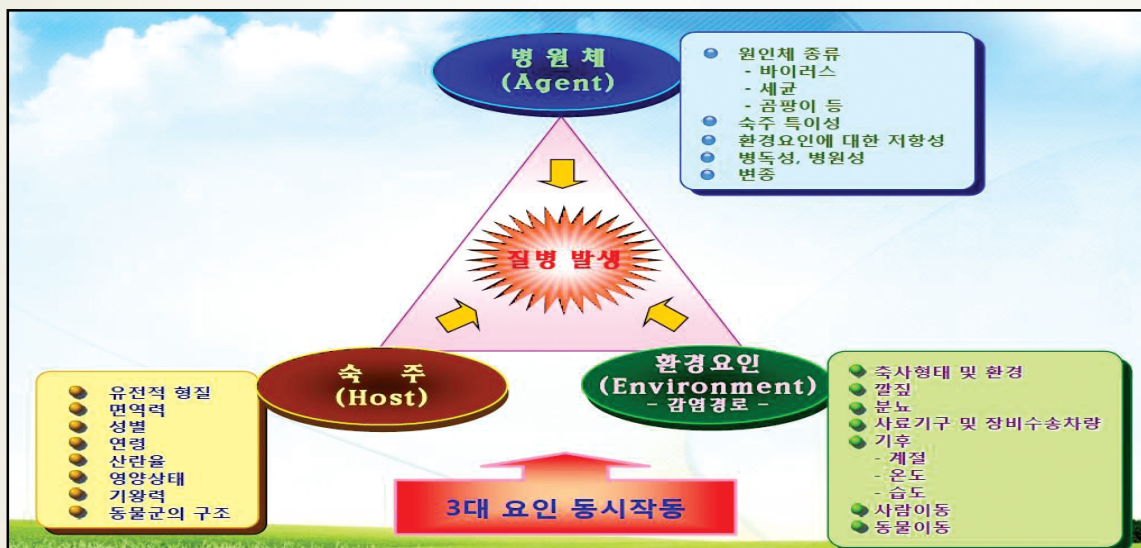 병 원 체
(Agent)
원인체 종류
- 바이러스
- 세균
- 곰팡이 등
숙주 특이성
환경요인에 대한 저항성
병독성, 병원성
변종
질병 발생
숙 주
(Host)
유전적 형질
면역력
성별
연령
산란율
영양상태
기왕력
동물군의 구조
환경요인
(Environment)
- 감염경로 -
축사형태 및 환경
깔짚
분뇨
사료기구 및 장비수송차량
기후
- 계절
- 온도
- 습도
사람이동
동물이동
3대 요인 동시작동